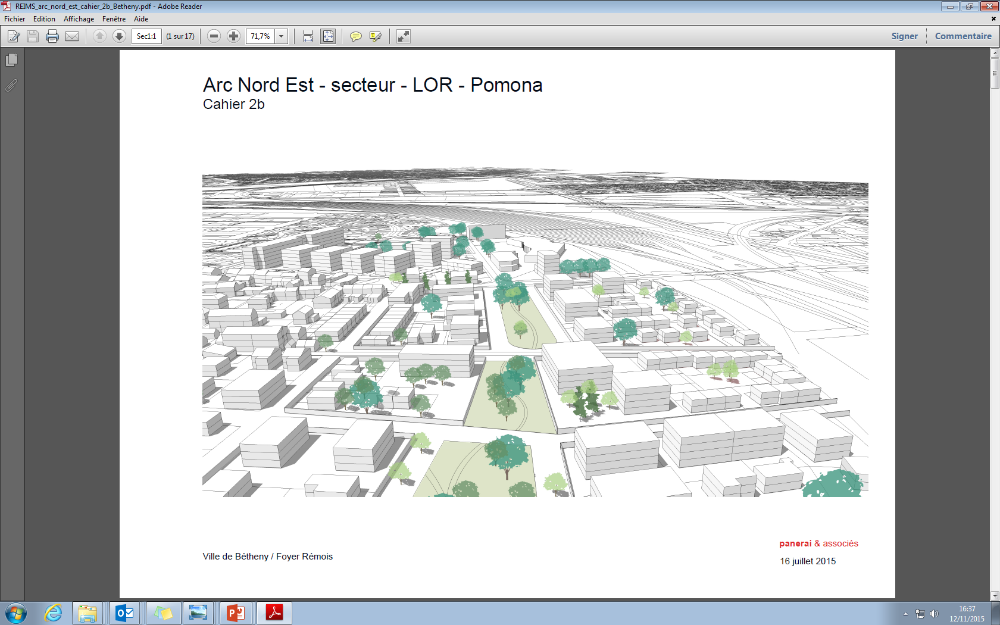 REIMS_arc_nord_est_cahier_2b_Betheny.pdf - Adobe Reader
Fichier Edition Affichage Fenêtre Aide
Sec1:1 (1 sur 17) 71,7% Signer Commentaire
Arc Nord Est - secteur - LOR - Pomona
Cahier 2b
panerai & associés
Ville de Bétheny / Foyer Rémois
16 juillet 2015
16:37
12/11/2015